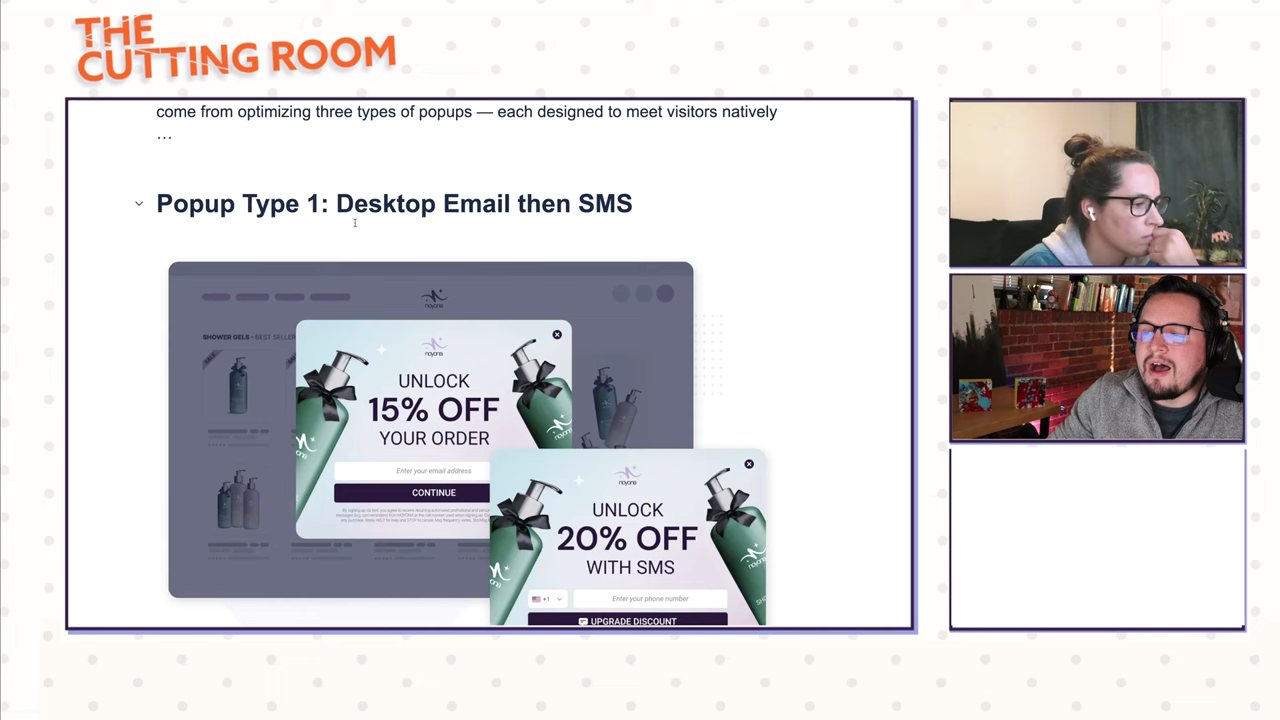 THE
CUTTING ROOM
come from optimizing three types of popups — each designed to meet visitors natively
...
Popup Type 1: Desktop Email then SMS
noyona
SHOWER GELS • BEST SELLER
SALE
noyona
UNLOCK
15% OFF
YOUR ORDER
Enter your email address
CONTINUE
noyona
UNLOCK
20% OFF
WITH SMS
+1
Enter your phone number
UPGRADE DISCOUNT